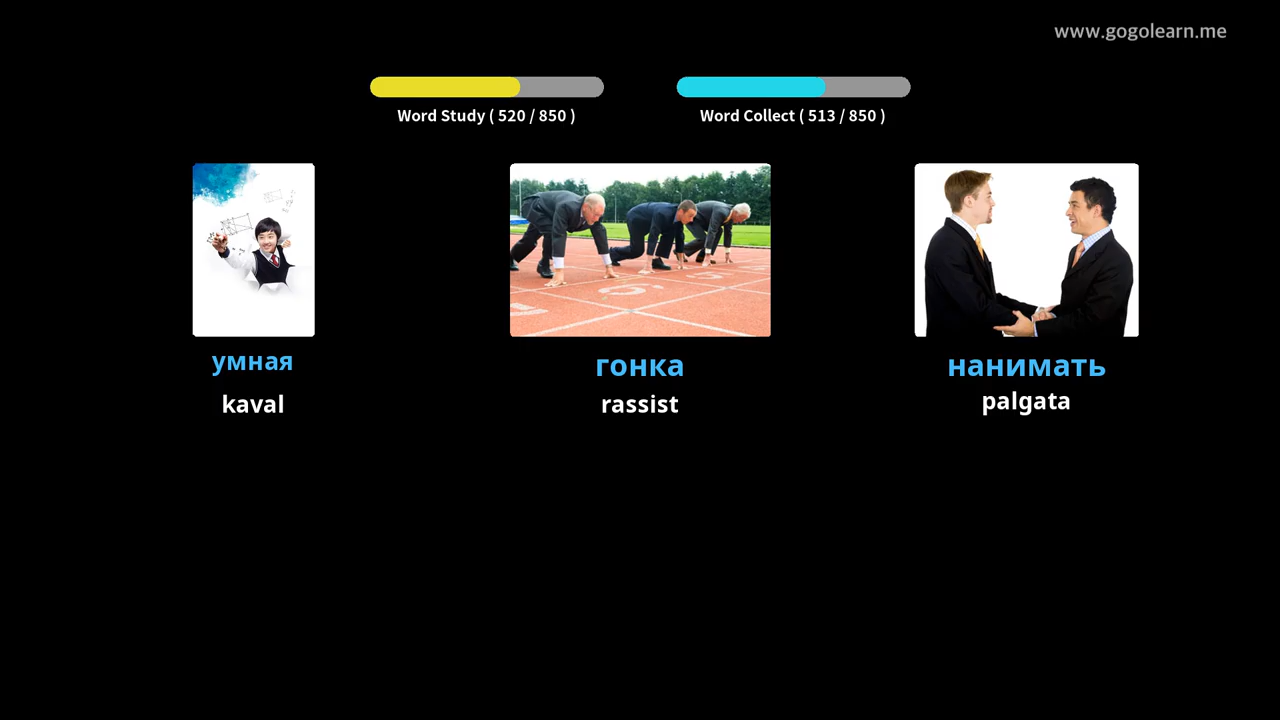 www.gogolearn.me
Word Study ( 520 / 850 )
Word Collect ( 513 / 850 )
умная
гонка
нанимать
kaval
rassist
palgata